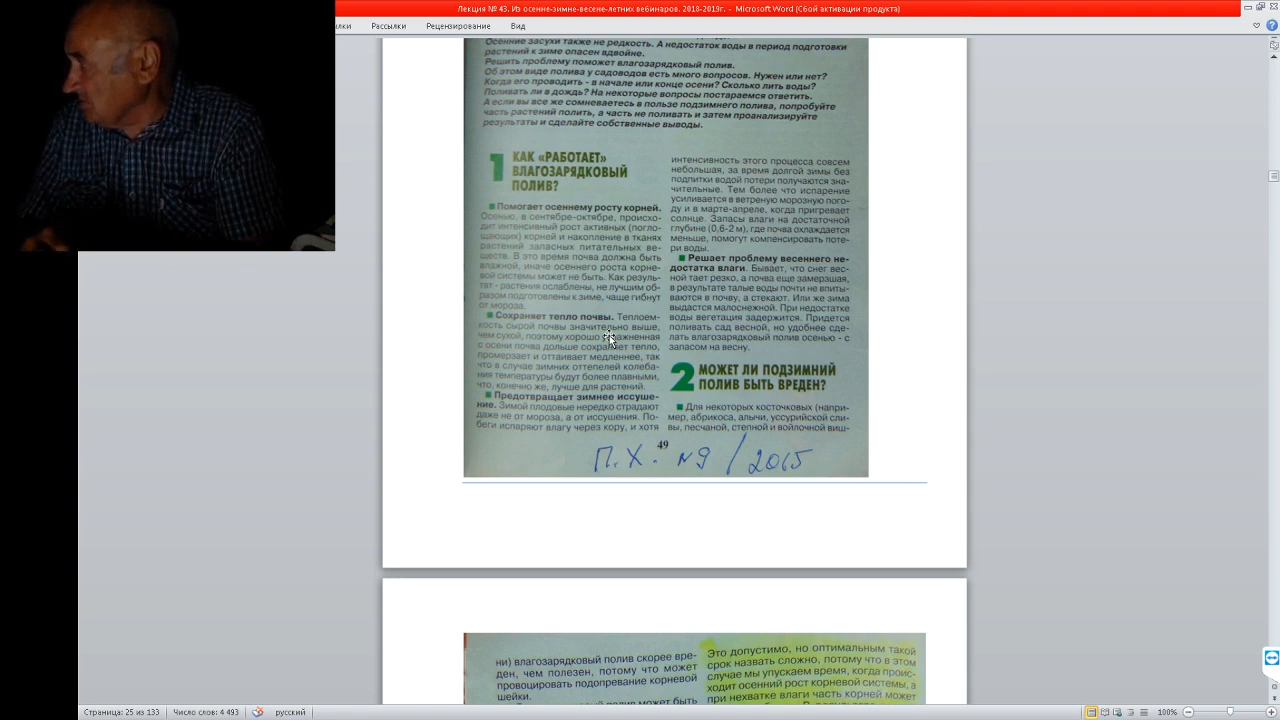 Лекция № 43. Из осенне-зимне-весене-летних вебинаров. 2018-2019г. - Microsoft Word (Сбой активации продукта)
Рассылки Рецензирование Вид
Осенние засухи также не редкость. А недостаток воды в период подготовки
растений к зиме опасен вдвойне.
Решить проблему поможет влагозарядковый полив.
Об этом виде полива у садоводов есть много вопросов. Нужен или нет?
Когда его проводить - в начале или конце осени? Сколько лить воды?
Поливать ли в дождь? На некоторые вопросы постараемся ответить.
А если вы все же сомневаетесь в пользе подзимнего полива, попробуйте
часть растений полить, а часть не поливать и затем проанализируйте
результаты и сделайте собственные выводы.
1 КАК «РАБОТАЕТ»
ВЛАГОЗАРЯДКОВЫЙ
ПОЛИВ?
■ Помогает осеннему росту корней.
Осенью, в сентябре-октябре, происхо-
дит интенсивный рост активных (погло-
щающих) корней и накопление в тканях
растений запасных питательных ве-
ществ. В это время почва должна быть
влажной, иначе осеннего роста корне-
вой системы может не быть. Как резуль-
тат - растения ослаблены, не лучшим об-
разом подготовлены к зиме, чаще гибнут
от мороза.
■ Сохраняет тепло почвы. Теплоем-
кость сырой почвы значительно выше,
чем сухой, поэтому хорошо увлажненная
с осени почва дольше сохраняет тепло,
промерзает и оттаивает медленнее, так
что в случае зимних оттепелей колеба-
ния температуры будут более плавными,
что, конечно же, лучше для растений.
■ Предотвращает зимнее иссуше-
ние. Зимой плодовые нередко страдают
даже не от мороза, а от иссушения. По-
беги испаряют влагу через кору, и хотя
интенсивность этого процесса совсем
небольшая, за время долгой зимы без
подпитки водой потери получаются зна-
чительные. Тем более что испарение
усиливается в ветреную морозную пого-
ду и в марте-апреле, когда пригревает
солнце. Запасы влаги на достаточной
глубине (0,6-2 м), где почва охлаждается
меньше, помогут компенсировать поте-
ри воды.
■ Решает проблему весеннего не-
достатка влаги. Бывает, что снег вес-
ной тает резко, а почва еще замерзшая,
в результате талые воды почти не впиты-
ваются в почву, а стекают. Или же зима
выдастся малоснежной. При недостатке
воды вегетация задержится. Придется
поливать сад весной, но удобнее сде-
лать влагозарядковый полив осенью - с
запасом на весну.
2 МОЖЕТ ЛИ ПОДЗИМНИЙ
ПОЛИВ БЫТЬ ВРЕДЕН?
■ Для некоторых косточковых (напри-
мер, абрикоса, алычи, уссурийской сли-
вы, песчаной, степной и войлочной виш-
49
П.Х. №9 / 2015
ни) влагозарядковый полив скорее вре-
ден, чем полезен, потому что может
провоцировать подопревание корневой
шейки.
полив может быть
Это допустимо, но оптимальным такой
срок назвать сложно, потому что в этом
случае мы упускаем время, когда проис-
ходит осенний рост корневой системы, а
при нехватке влаги часть корней может
Страница: 25 из 133 Число слов: 4 493 русский 100%